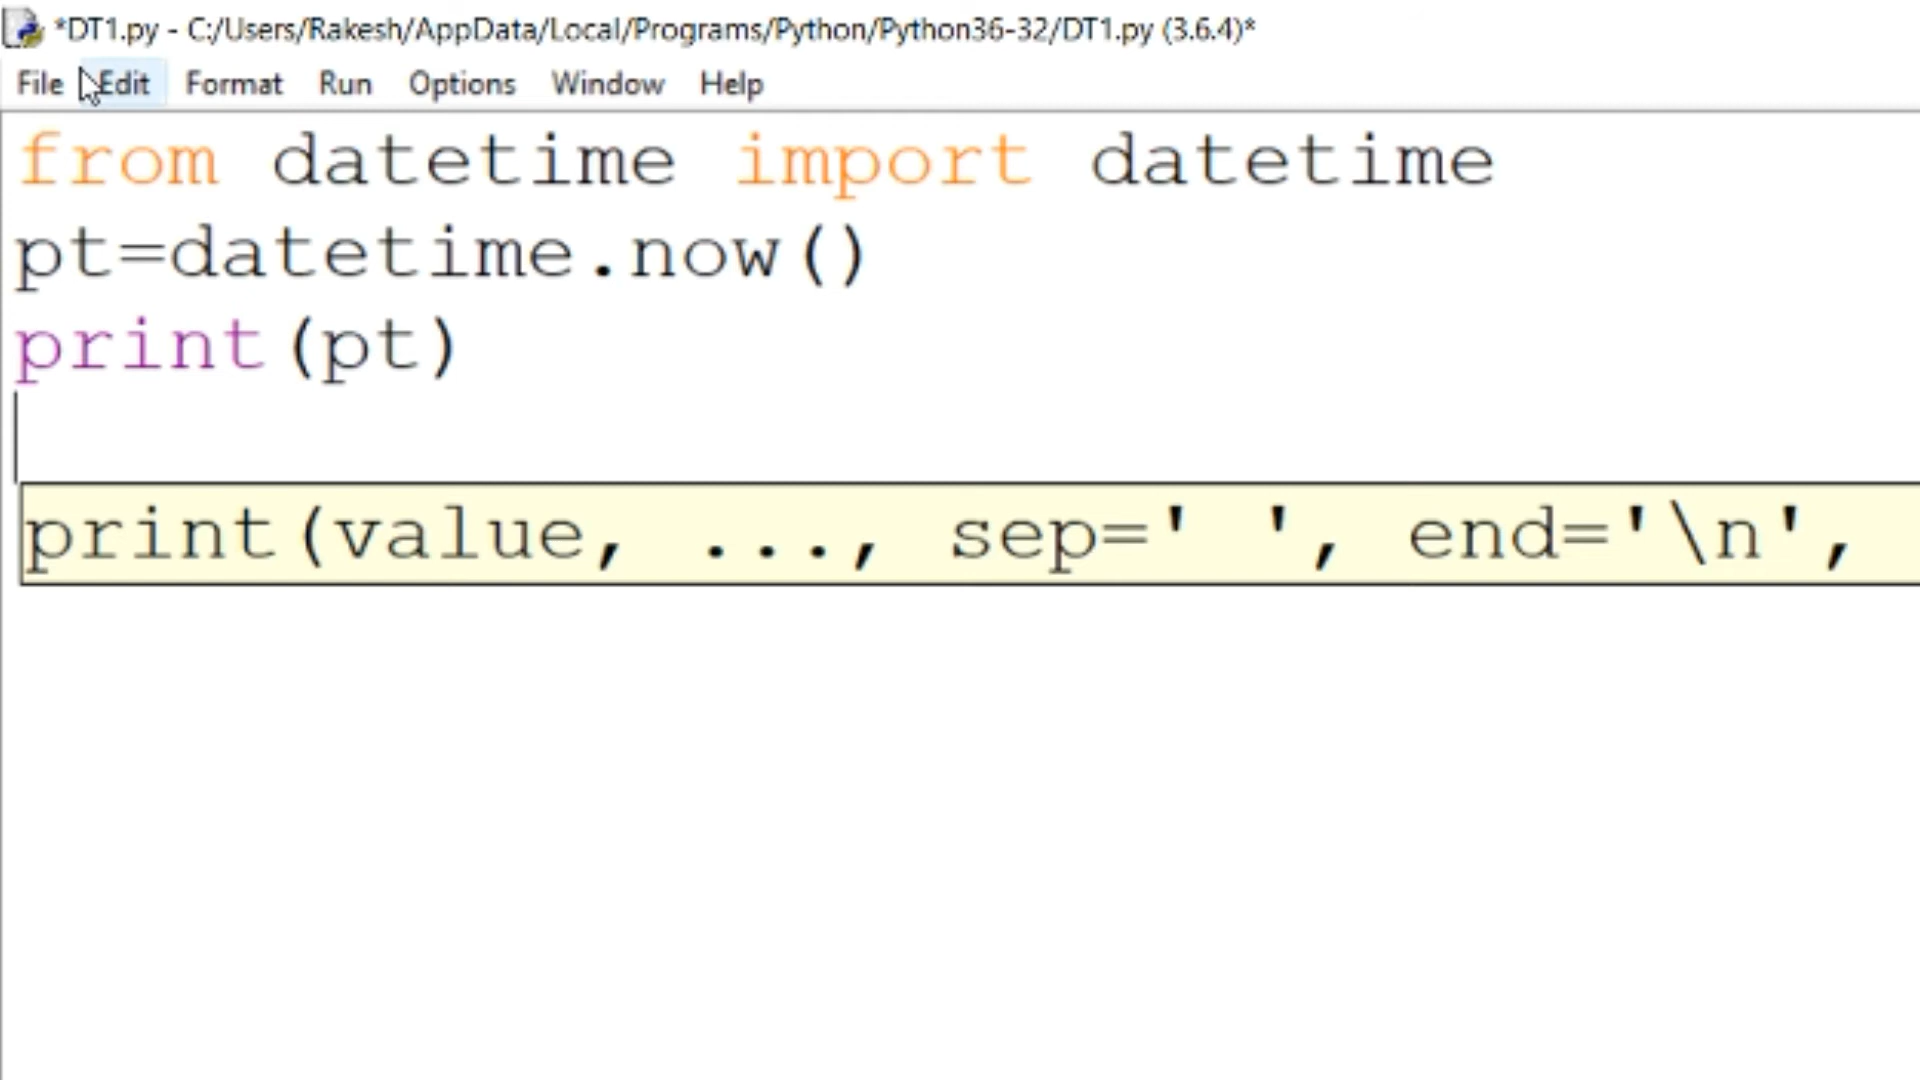 *DT1.py - C:/Users/Rakesh/AppData/Local/Programs/Python/Python36-32/DT1.py (3.6.4)*
File Edit Format Run Options Window Help
from datetime import datetime
pt=datetime.now()
print(pt)
print(value, ..., sep=' ', end='\n',